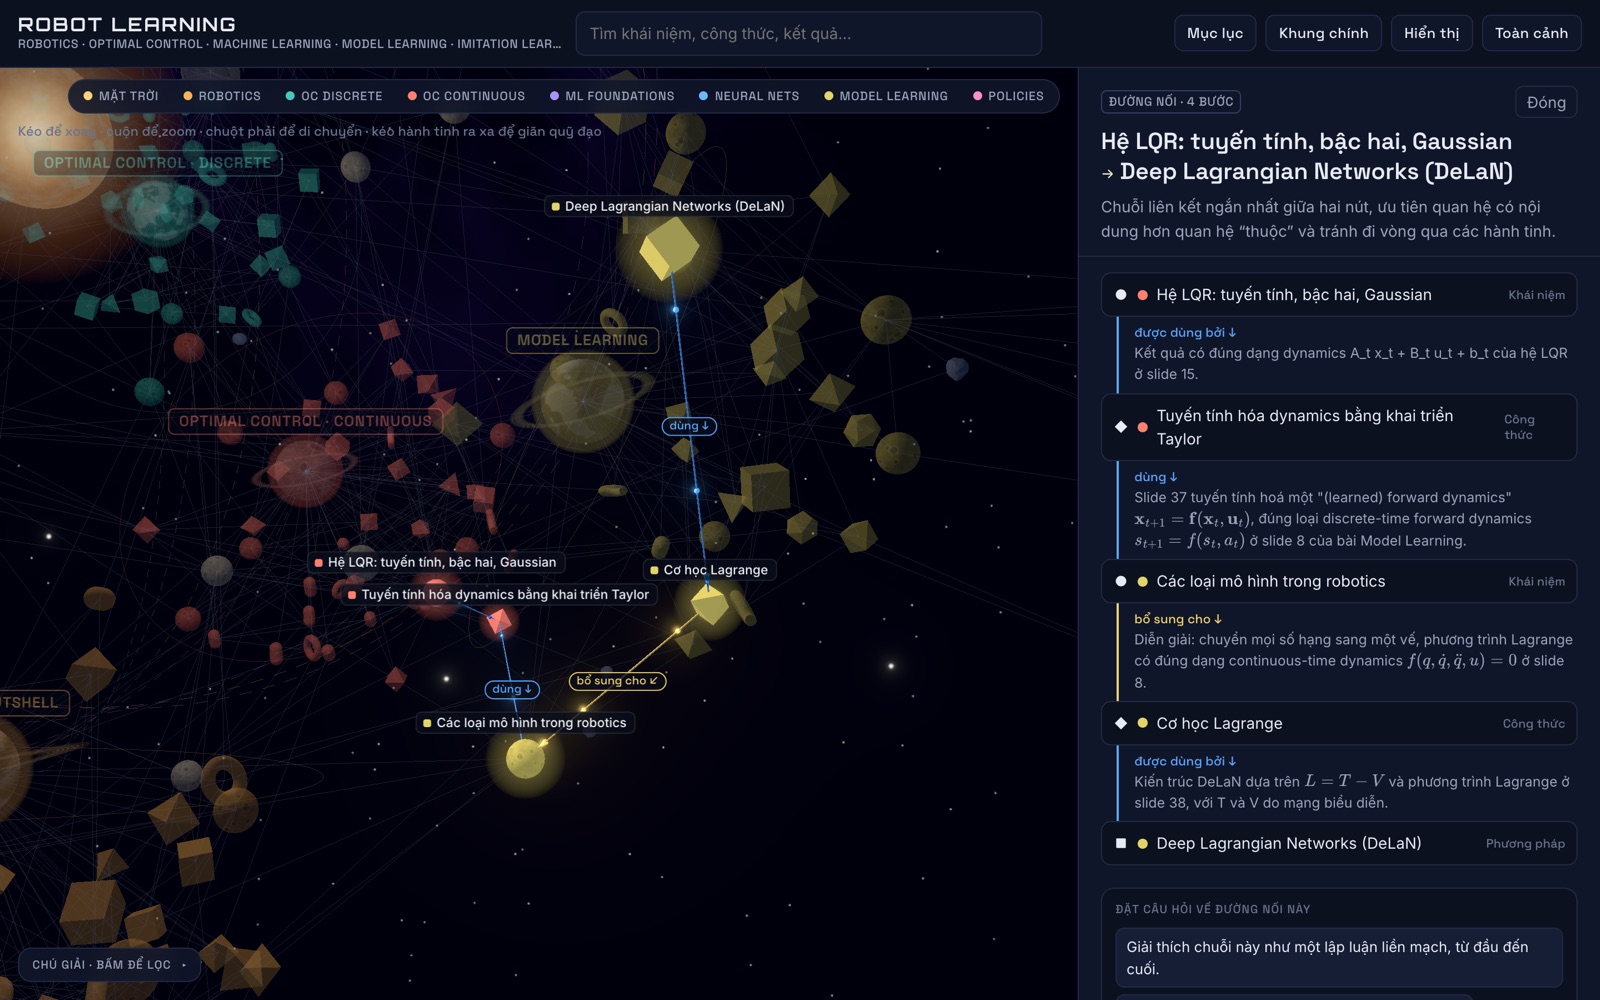 ROBOT LEARNING
ROBOTICS · OPTIMAL CONTROL · MACHINE LEARNING · MODEL LEARNING · IMITATION LEAR...
Tìm khái niệm, công thức, kết quả...
Mục lục
Khung chính
Hiển thị
Toàn cảnh
MẶT TRỜI
ROBOTICS
OC DISCRETE
OC CONTINUOUS
ML FOUNDATIONS
NEURAL NETS
MODEL LEARNING
POLICIES
Kéo để xoay · cuộn để zoom · chuột phải để di chuyển · kéo hành tinh ra xa để giãn quỹ đạo
OPTIMAL CONTROL · DISCRETE
Deep Lagrangian Networks (DeLaN)
MODEL LEARNING
OPTIMAL CONTROL · CONTINUOUS
dùng ↓
Hệ LQR: tuyến tính, bậc hai, Gaussian
Cơ học Lagrange
Tuyến tính hóa dynamics bằng khai triển Taylor
bổ sung cho ↙
dùng ↓
UTSHELL
Các loại mô hình trong robotics
CHÚ GIẢI · BẤM ĐỂ LỌC
ĐƯỜNG NỐI · 4 BƯỚC
Đóng
Hệ LQR: tuyến tính, bậc hai, Gaussian
→ Deep Lagrangian Networks (DeLaN)
Chuỗi liên kết ngắn nhất giữa hai nút, ưu tiên quan hệ có nội
dung hơn quan hệ “thuộc” và tránh đi vòng qua các hành tinh.
Hệ LQR: tuyến tính, bậc hai, Gaussian
Khái niệm
được dùng bởi ↓
Kết quả có đúng dạng dynamics A_t x_t + B_t u_t + b_t của hệ LQR
ở slide 15.
Tuyến tính hóa dynamics bằng khai triển
Taylor
Công
thức
dùng ↓
Slide 37 tuyến tính hoá một "(learned) forward dynamics"
x_{t+1} = f(x_t, u_t), đúng loại discrete-time forward dynamics
s_{t+1} = f(s_t, a_t) ở slide 8 của bài Model Learning.
Các loại mô hình trong robotics
Khái niệm
bổ sung cho ↓
Diễn giải: chuyển mọi số hạng sang một vế, phương trình Lagrange
có đúng dạng continuous-time dynamics f(q, q̇, q̈, u) = 0 ở slide
8.
Cơ học Lagrange
Công thức
được dùng bởi ↓
Kiến trúc DeLaN dựa trên L = T − V và phương trình Lagrange ở
slide 38, với T và V do mạng biểu diễn.
Deep Lagrangian Networks (DeLaN)
Phương pháp
ĐẶT CÂU HỎI VỀ ĐƯỜNG NỐI NÀY
Giải thích chuỗi này như một lập luận liền mạch, từ đầu đến
cuối.